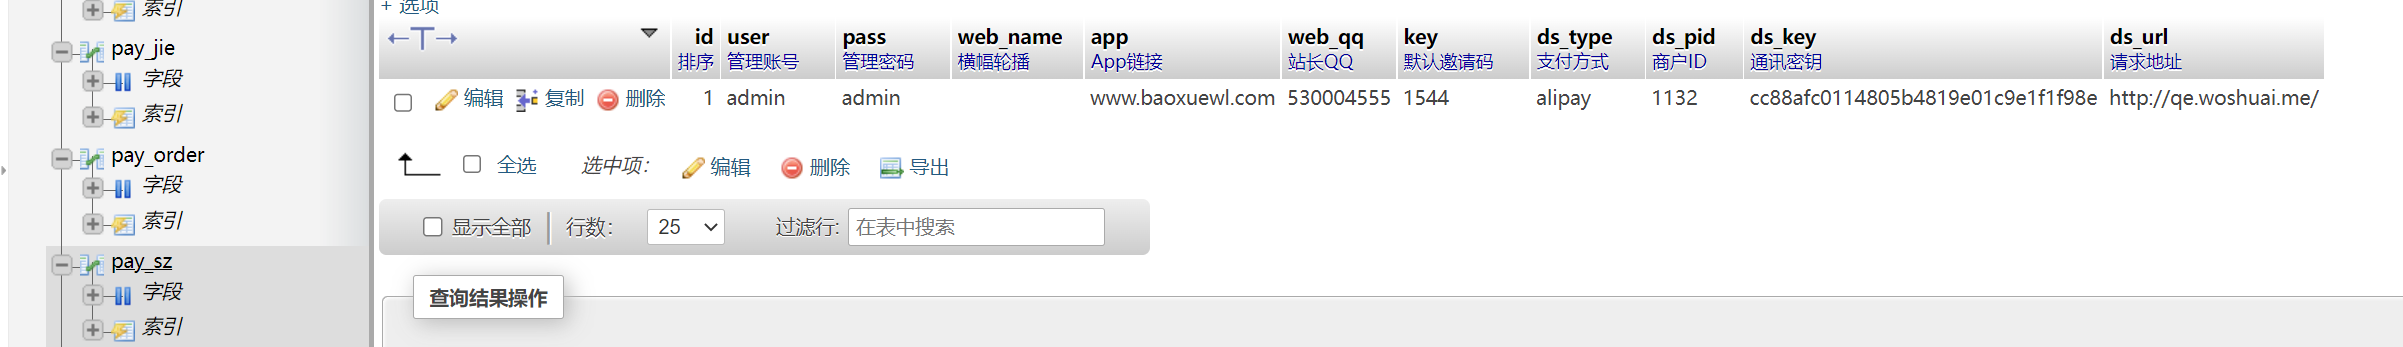 索引
pay_jie
字段
索引
pay_order
字段
索引
pay_sz
字段
索引
+ 选项
←T→ id user pass web_name app web_qq key ds_type ds_pid ds_key ds_url
排序 管理账号 管理密码 横幅轮播 App链接 站长QQ 默认邀请码 支付方式 商户ID 通讯密钥 请求地址
编辑 复制 删除 1 admin admin www.baoxuewl.com 530004555 1544 alipay 1132 cc88afc0114805b4819e01c9e1f1f98e http://qe.woshuai.me/
全选 选中项： 编辑 删除 导出
显示全部 行数： 25 过滤行: 在表中搜索
查询结果操作